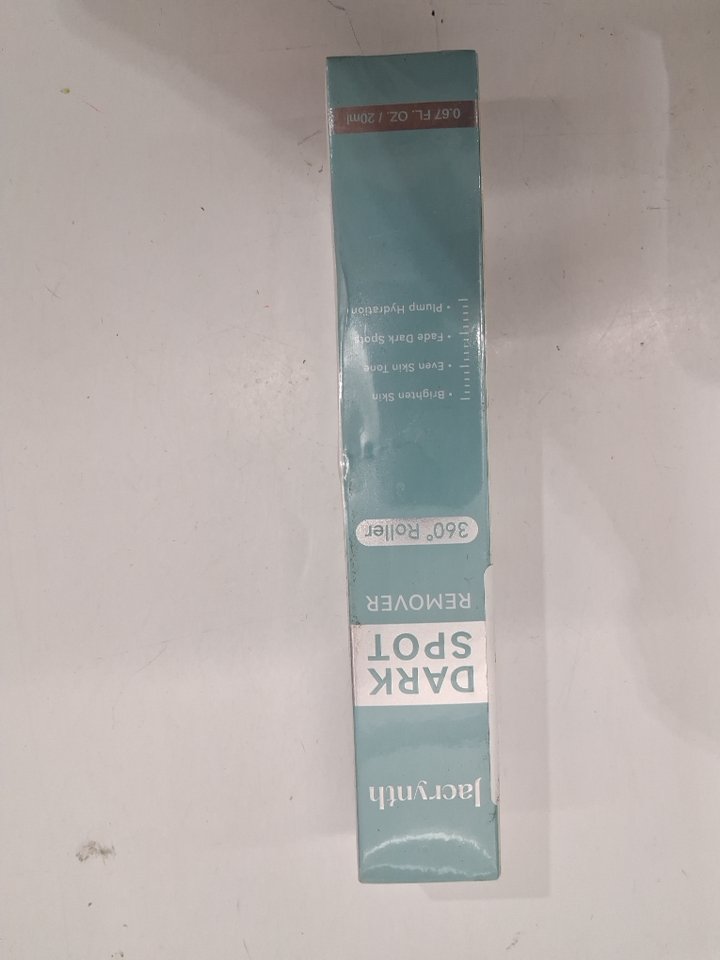 Jacrynth
DARK
SPOT
REMOVER
360° Roller
• Brighten Skin
• Even Skin Tone
• Fade Dark Spots
• Plump Hydration
0.67 FL. OZ. / 20ml